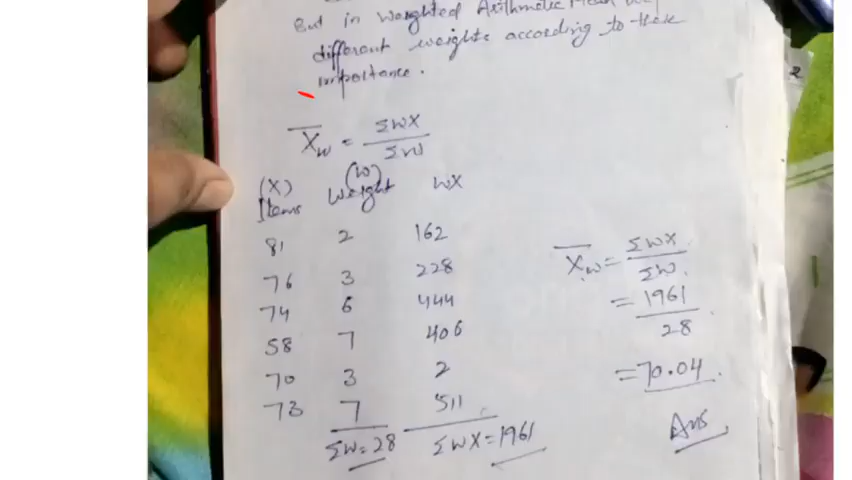 But in weighted Arithmetic Mean
different weights according to their
importance.
X̄w = ΣWX / ΣW
(X) (W)
Items Weight WX
81 2 162
76 3 228
74 6 444
58 7 406
70 3 2
73 7 511
ΣW=28 ΣWX=1961
X̄w = ΣWX / ΣW
= 1961 / 28
= 70.04
Ans